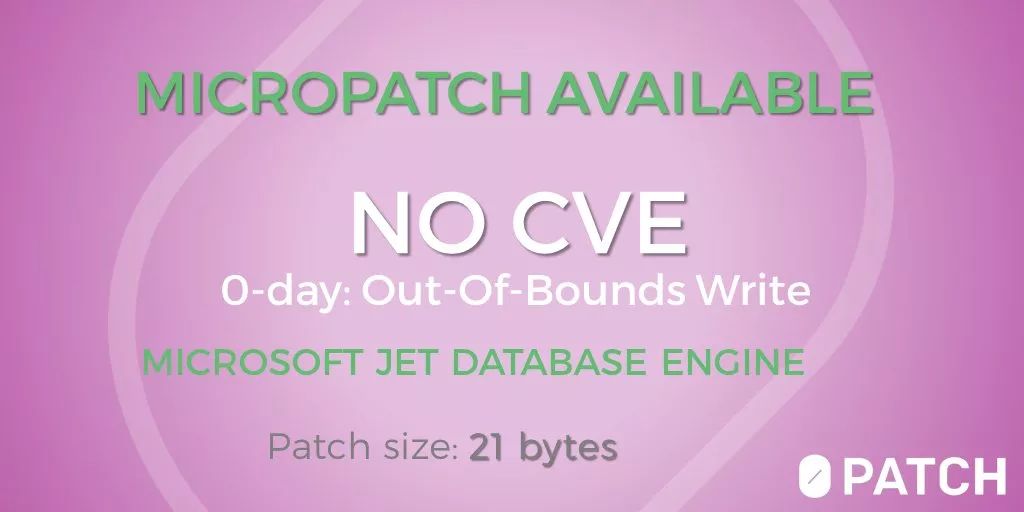 MICROPATCH AVAILABLE
NO CVE
0-day: Out-Of-Bounds Write
MICROSOFT JET DATABASE ENGINE
Patch size: 21 bytes
0PATCH